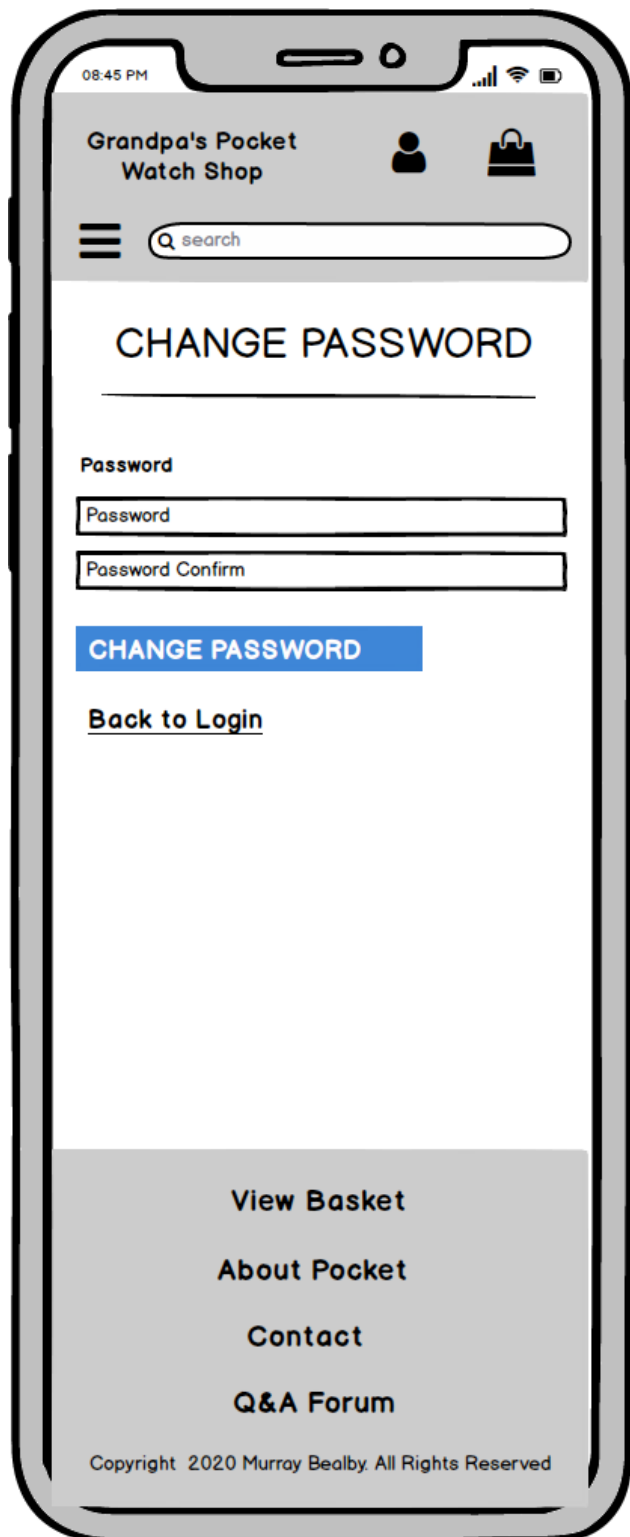 08:45 PM
Grandpa's Pocket
Watch Shop
search
CHANGE PASSWORD
Password
Password
Password Confirm
CHANGE PASSWORD
Back to Login
View Basket
About Pocket
Contact
Q&A Forum
Copyright  2020 Murray Bealby. All Rights Reserved